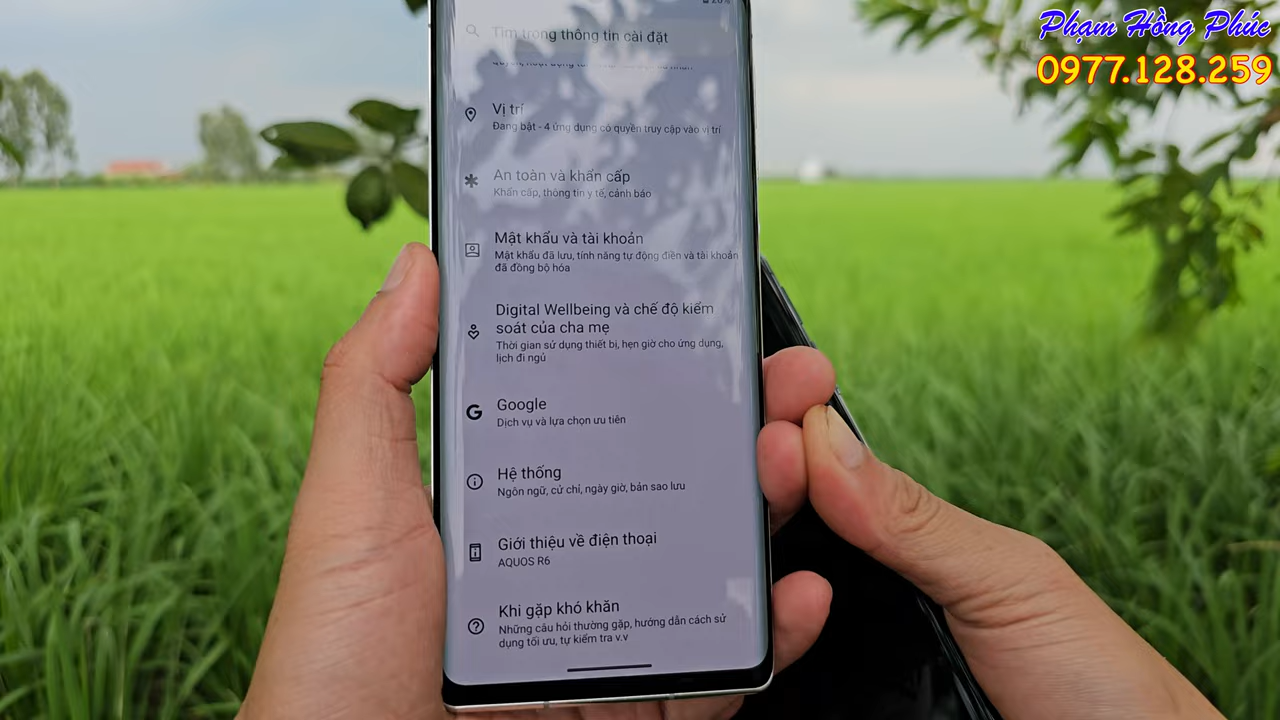 Phạm Hồng Phúc
0977.128.259
Tìm trong thông tin cài đặt
Vị trí
Đang bật - 4 ứng dụng có quyền truy cập vào vị trí
An toàn và khẩn cấp
Khẩn cấp, thông tin y tế, cảnh báo
Mật khẩu và tài khoản
Mật khẩu đã lưu, tính năng tự động điền và tài khoản
đã đồng bộ hóa
Digital Wellbeing và chế độ kiểm
soát của cha mẹ
Thời gian sử dụng thiết bị, hẹn giờ cho ứng dụng,
lịch đi ngủ
Google
Dịch vụ và lựa chọn ưu tiên
Hệ thống
Ngôn ngữ, cử chỉ, ngày giờ, bản sao lưu
Giới thiệu về điện thoại
AQUOS R6
Khi gặp khó khăn
Những câu hỏi thường gặp, hướng dẫn cách sử
dụng tối ưu, tự kiểm tra v.v